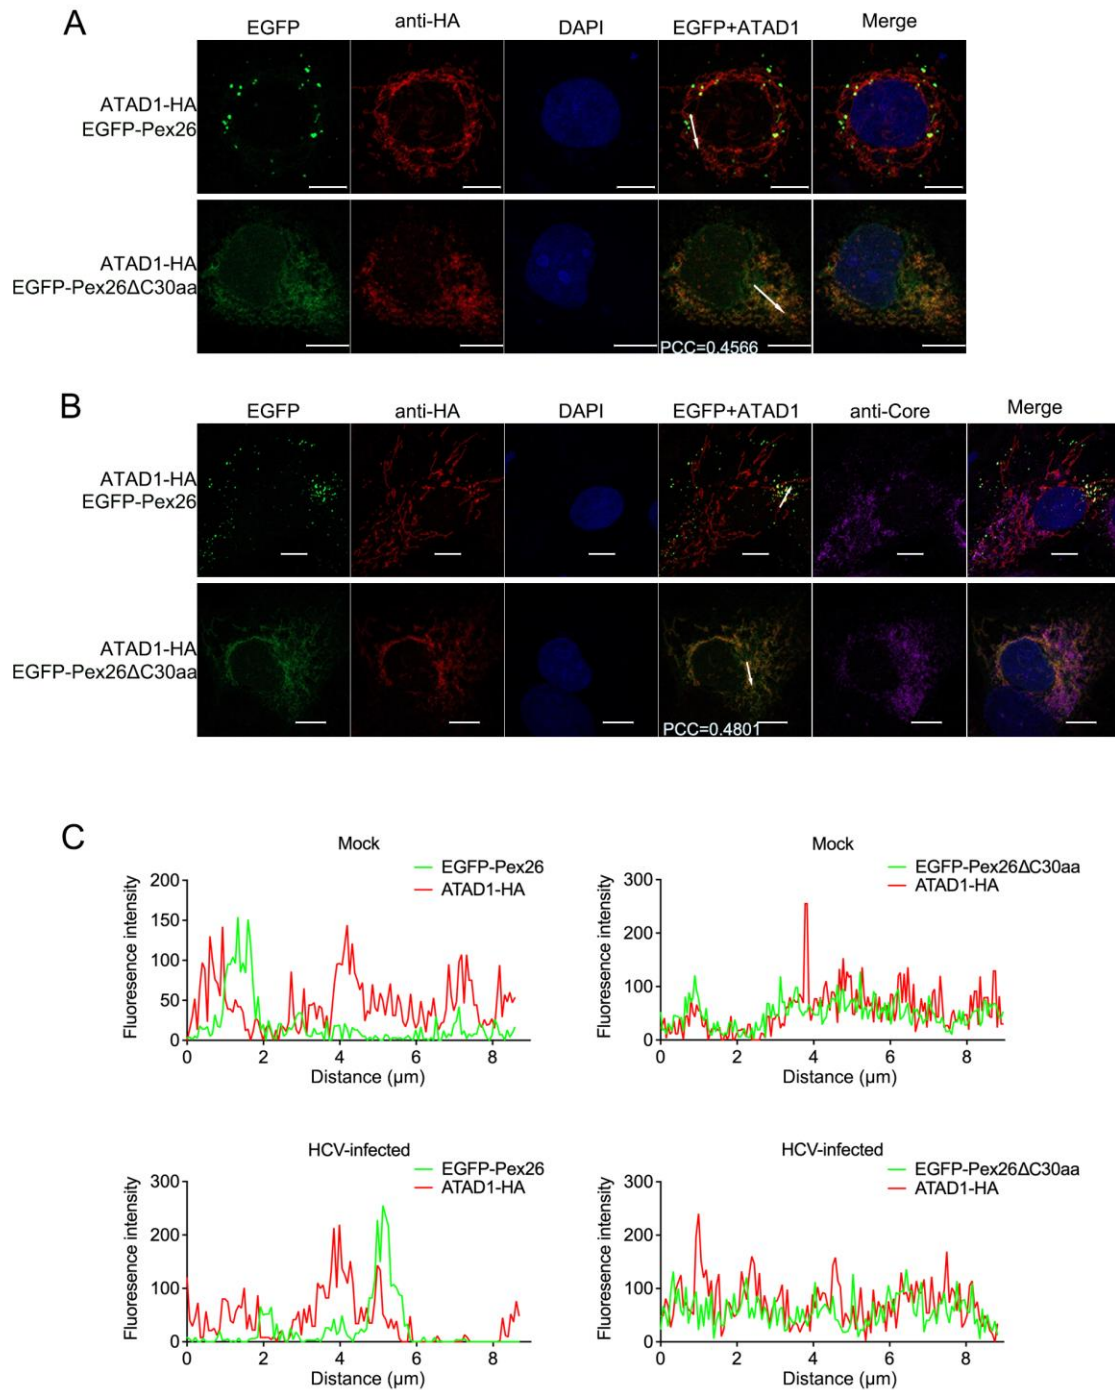 A
EGFP anti-HA DAPI EGFP+ATAD1 Merge
ATAD1-HA
EGFP-Pex26
ATAD1-HA
EGFP-Pex26ΔC30aa
PCC=0.4566
B
EGFP anti-HA DAPI EGFP+ATAD1 anti-Core Merge
ATAD1-HA
EGFP-Pex26
ATAD1-HA
EGFP-Pex26ΔC30aa
PCC=0.4801
C
Mock
EGFP-Pex26
ATAD1-HA
Fluoresence intensity
200
150
100
50
0
0 2 4 6 8
Distance (μm)
Mock
EGFP-Pex26ΔC30aa
ATAD1-HA
Fluoresence intensity
300
200
100
0
0 2 4 6 8
Distance (μm)
HCV-infected
EGFP-Pex26
ATAD1-HA
Fluoresence intensity
300
200
100
0
0 2 4 6 8
Distance (μm)
HCV-infected
EGFP-Pex26ΔC30aa
ATAD1-HA
Fluoresence intensity
300
200
100
0
0 2 4 6 8
Distance (μm)